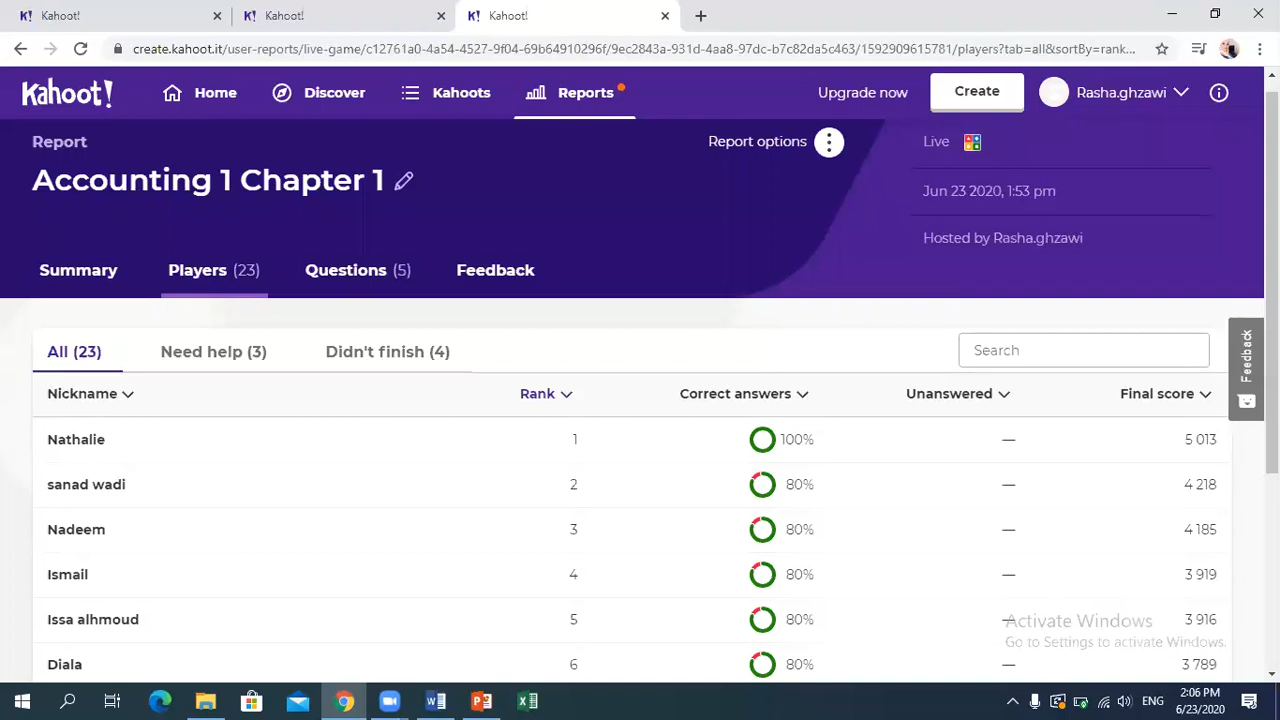 Kahoot!
Kahoot!
Kahoot!
create.kahoot.it/user-reports/live-game/c12761a0-4a54-4527-9f04-69b64910296f/9ec2843a-931d-4aa8-97dc-b7c82da5c463/1592909615781/players?tab=all&sortBy=rank...
Kahoot! Home Discover Kahoots Reports Upgrade now Create Rasha.ghzawi
Report Report options Live
Accounting 1 Chapter 1
Jun 23 2020, 1:53 pm
Hosted by Rasha.ghzawi
Summary Players (23) Questions (5) Feedback
All (23) Need help (3) Didn't finish (4) Search
Feedback
Nickname Rank Correct answers Unanswered Final score
Nathalie 1 100% — 5 013
sanad wadi 2 80% — 4 218
Nadeem 3 80% — 4 185
Ismail 4 80% — 3 919
Issa alhmoud 5 80% — 3 916
Diala 6 80% — 3 789
Activate Windows
Go to Settings to activate Windows.
ENG
2:06 PM
6/23/2020